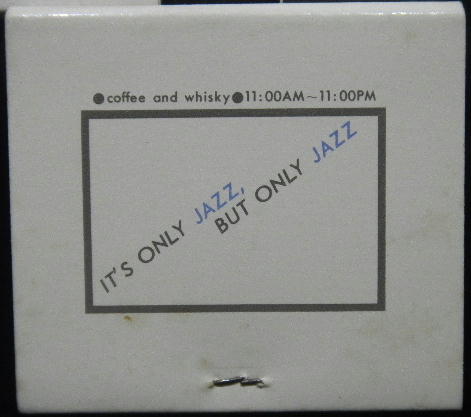 ●coffee and whisky●11:00AM~11:00PM
IT'S ONLY JAZZ,
BUT ONLY JAZZ